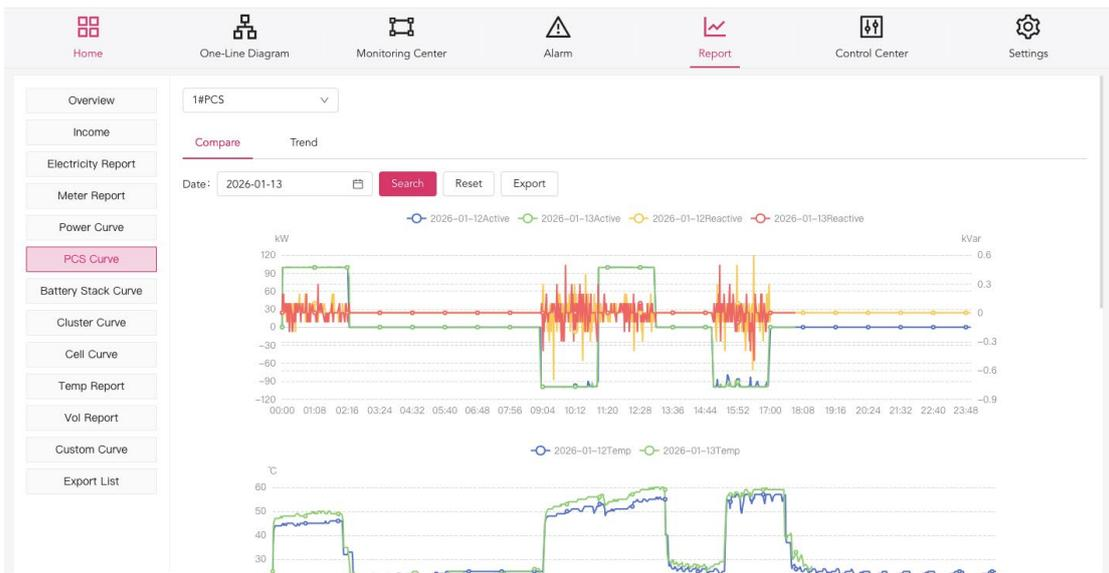 Home One-Line Diagram Monitoring Center Alarm Report Control Center Settings
Overview
Income
Electricity Report
Meter Report
Power Curve
PCS Curve
Battery Stack Curve
Cluster Curve
Cell Curve
Temp Report
Vol Report
Custom Curve
Export List
1#PCS
Compare Trend
Date: 2026-01-13 Search Reset Export
2026-01-12Active 2026-01-13Active 2026-01-12Reactive 2026-01-13Reactive
kW kVar
120 0.6
90
60 0.3
30 0
0
-30 -0.3
-60 -0.6
-90
-120 -0.9
00:00 01:08 02:16 03:24 04:32 05:40 06:48 07:56 09:04 10:12 11:20 12:28 13:36 14:44 15:52 17:00 18:08 19:16 20:24 21:32 22:40 23:48
2026-01-12Temp 2026-01-13Temp
℃
60
50
40
30